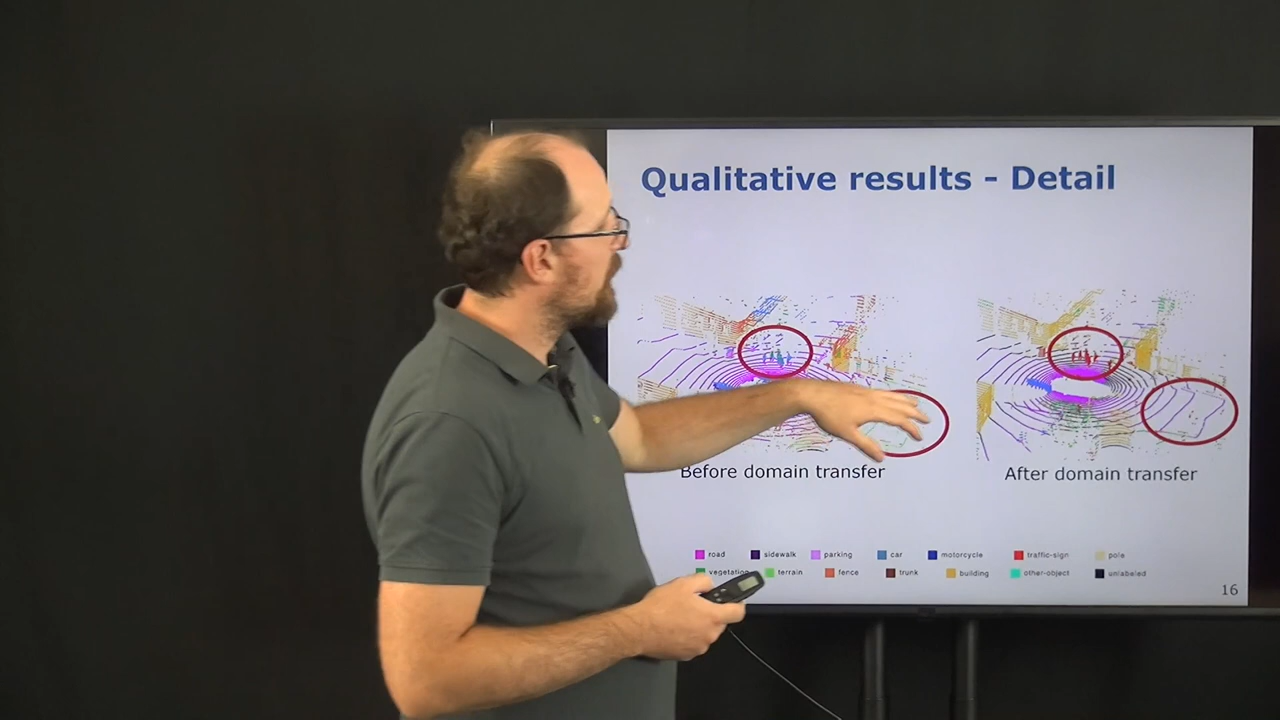 Qualitative results - Detail
Before domain transfer
After domain transfer
road sidewalk parking car motorcycle traffic-sign pole
vegetation terrain fence trunk building other-object unlabeled
16